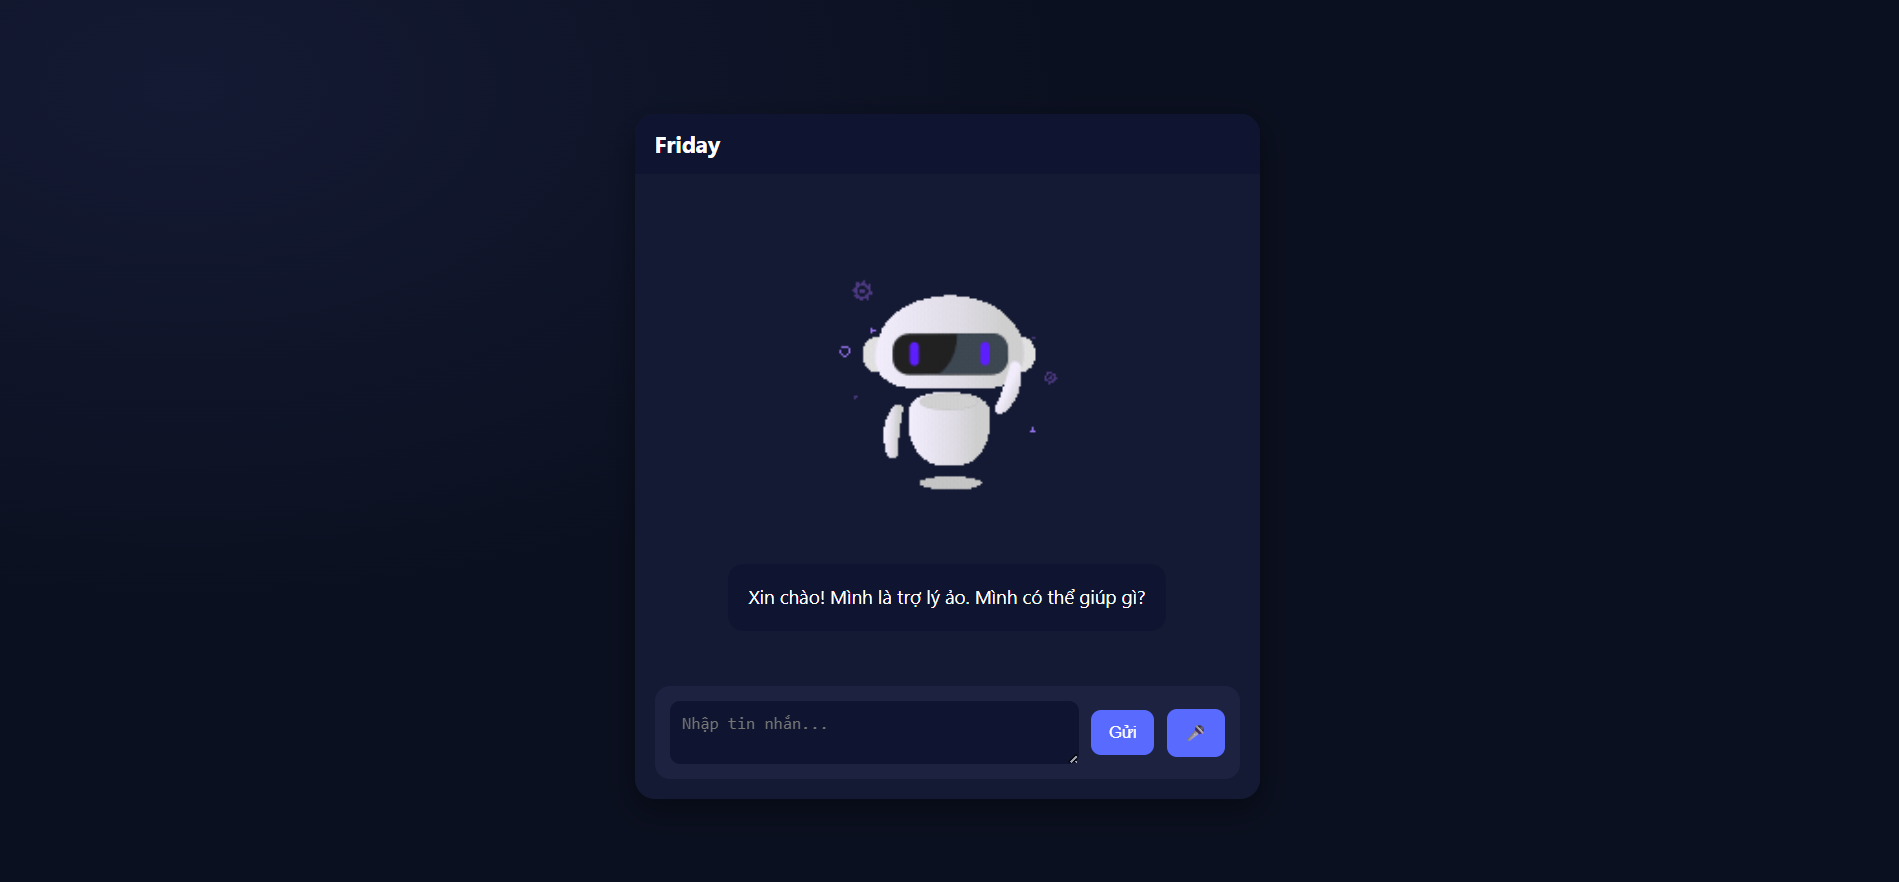 Friday
Xin chào! Mình là trợ lý ảo. Mình có thể giúp gì?
Nhập tin nhắn...
Gửi